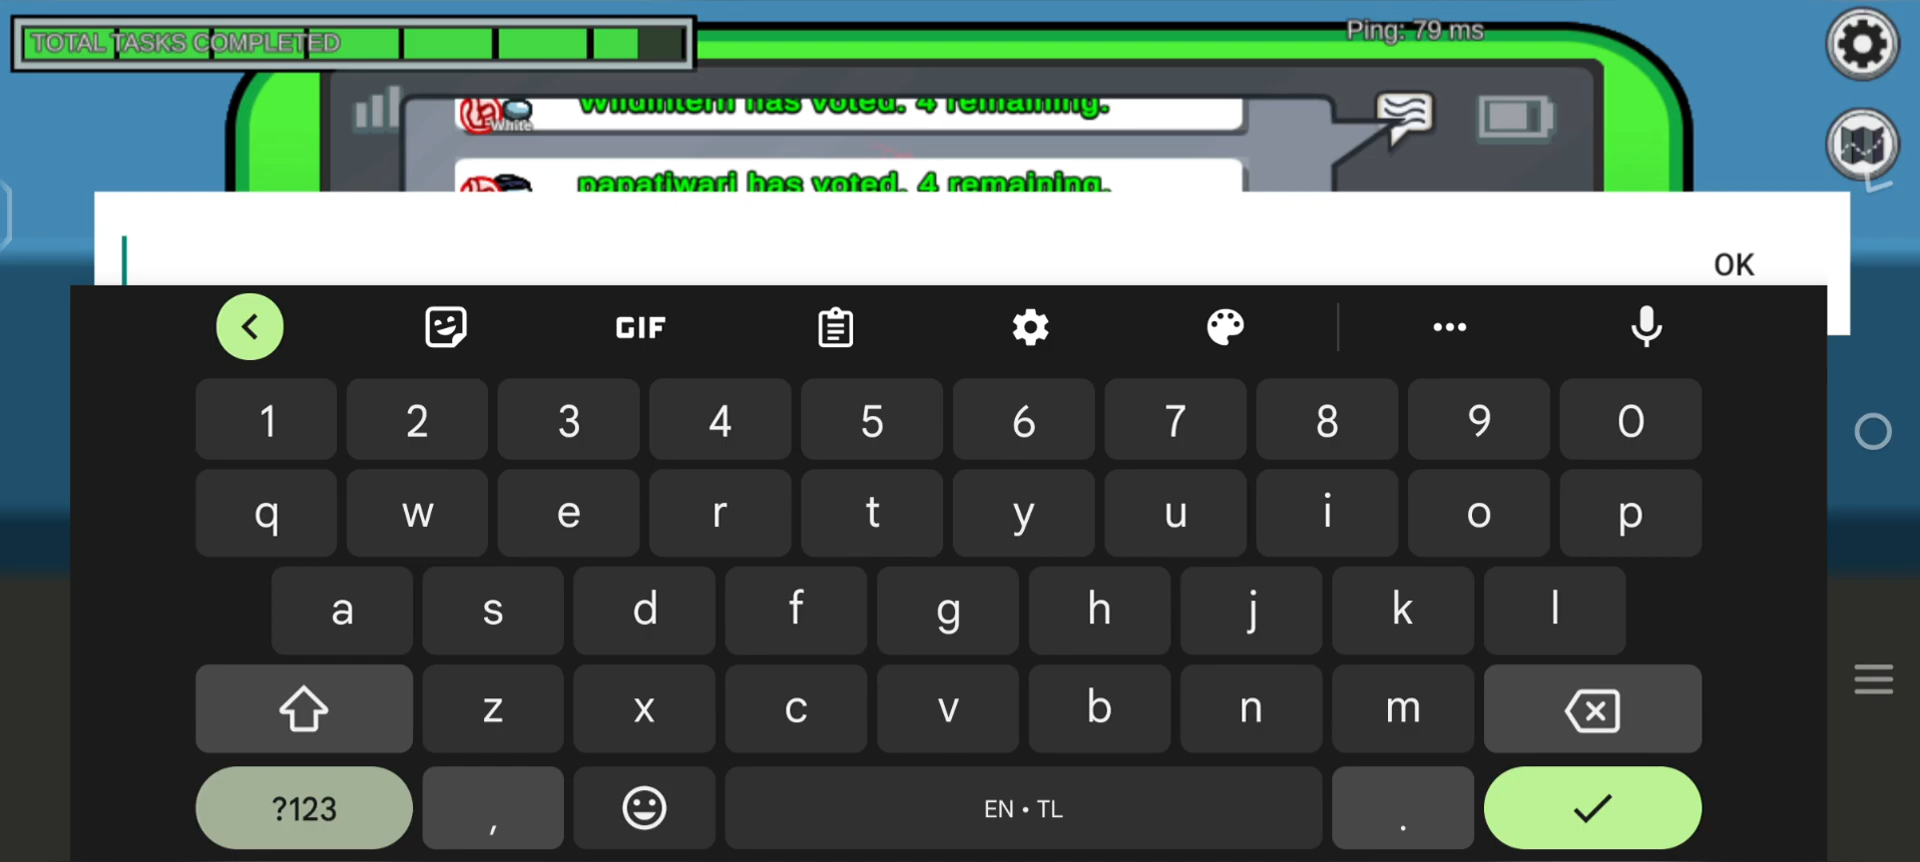 TOTAL TASKS COMPLETED
Ping: 79 ms
Wildintern has voted. 4 remaining.
White
papatiwari has voted. 4 remaining.
OK
GIF
1 2 3 4 5 6 7 8 9 0
q w e r t y u i o p
a s d f g h j k l
z x c v b n m
?123 , EN • TL .